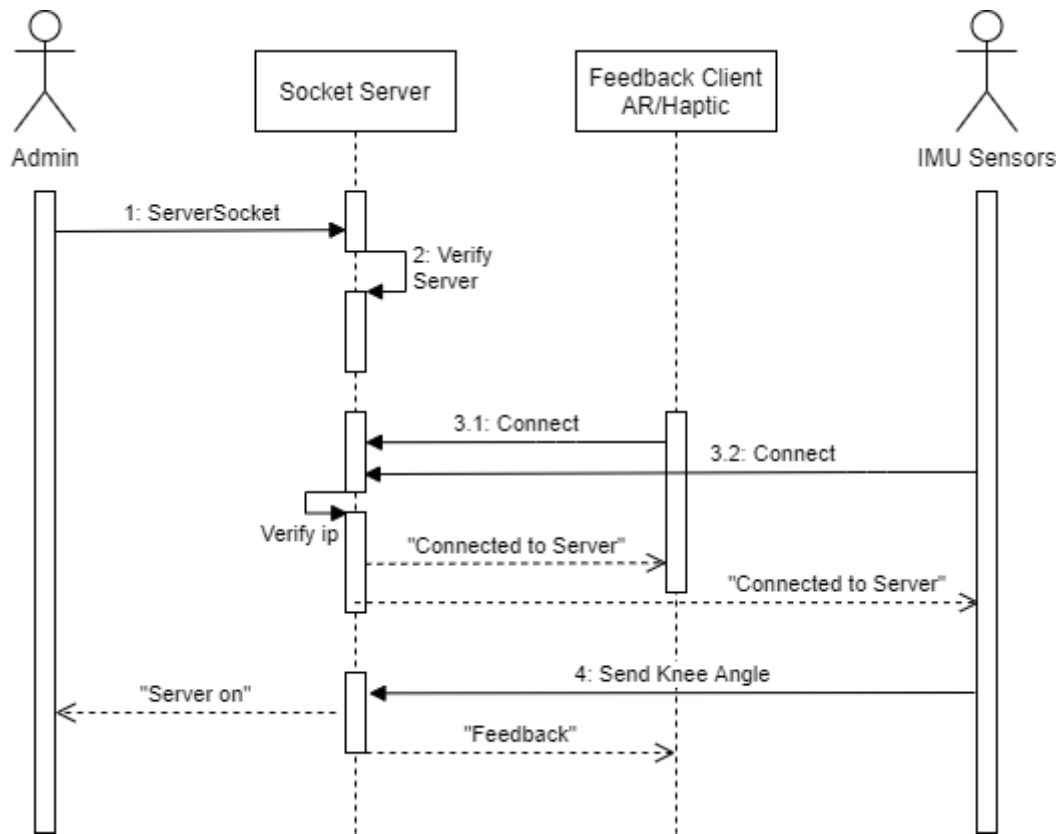 Socket Server
Feedback Client
AR/Haptic
Admin
IMU Sensors
1: ServerSocket
2: Verify
Server
3.1: Connect
3.2: Connect
Verify ip
"Connected to Server"
"Connected to Server"
4: Send Knee Angle
"Server on"
"Feedback"